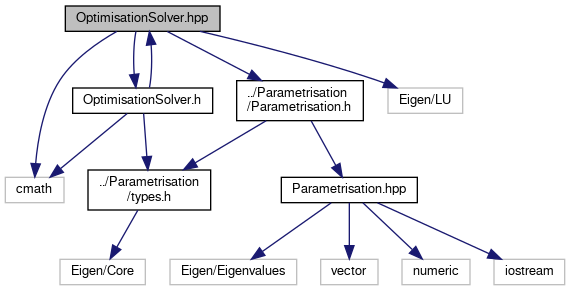 OptimisationSolver.hpp
OptimisationSolver.h
../Parametrisation
/Parametrisation.h
Eigen/LU
cmath
../Parametrisation
/types.h
Parametrisation.hpp
Eigen/Core
Eigen/Eigenvalues
vector
numeric
iostream